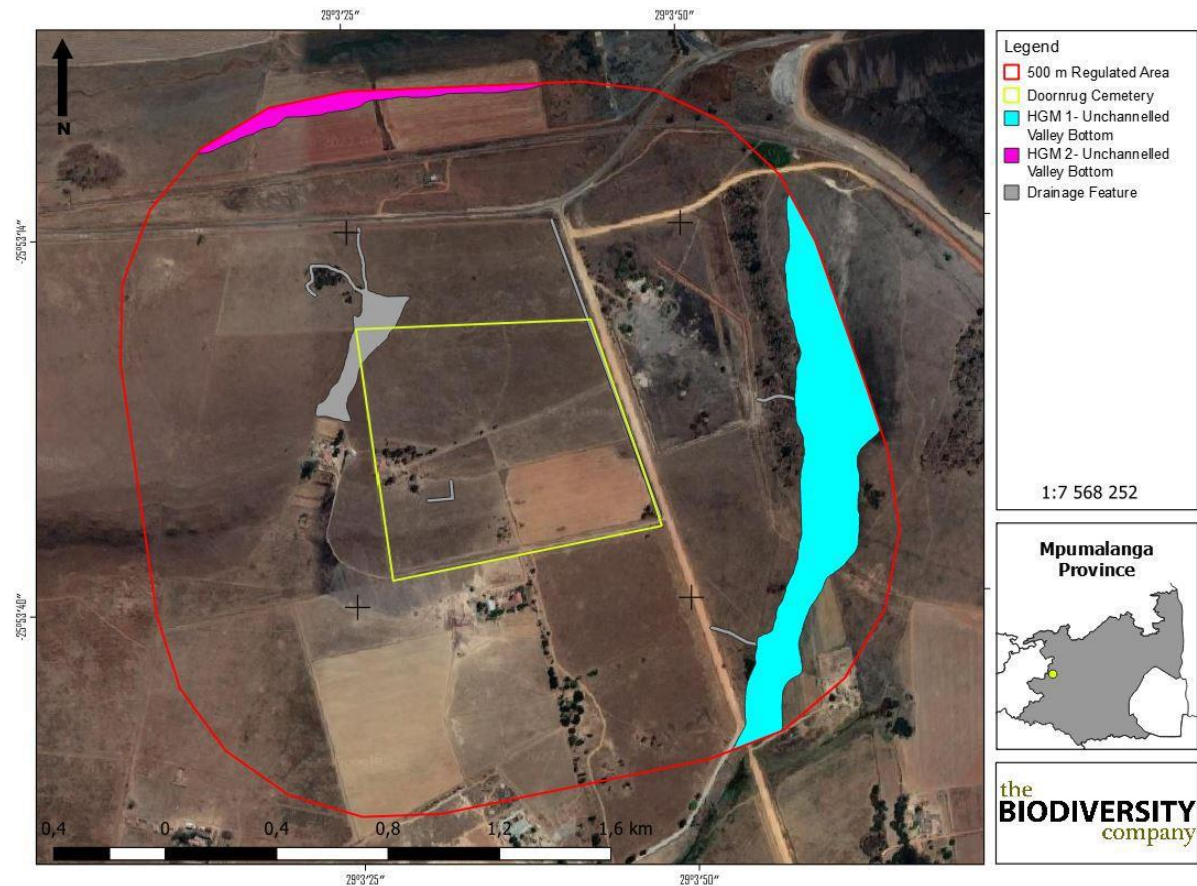 29°3'25" 29°3'50"
Legend
500 m Regulated Area
Doornrug Cemetery
HGM 1- Unchannelled
Valley Bottom
HGM 2- Unchannelled
Valley Bottom
Drainage Feature
N
-25°53'14"
1:7 568 252
Mpumalanga
Province
-25°53'40"
the
BIODIVERSITY
company
0,4 0 0,4 0,8 1,2 1,6 km
29°3'25" 29°3'50"